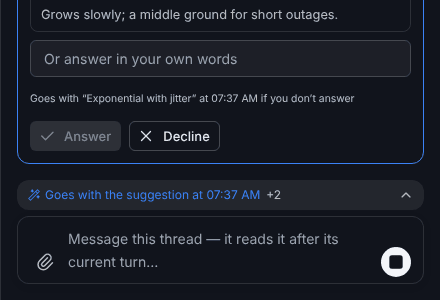 Grows slowly; a middle ground for short outages.
Or answer in your own words
Goes with “Exponential with jitter” at 07:37 AM if you don’t answer
Answer
Decline
Goes with the suggestion at 07:37 AM +2
Message this thread — it reads it after its
current turn…